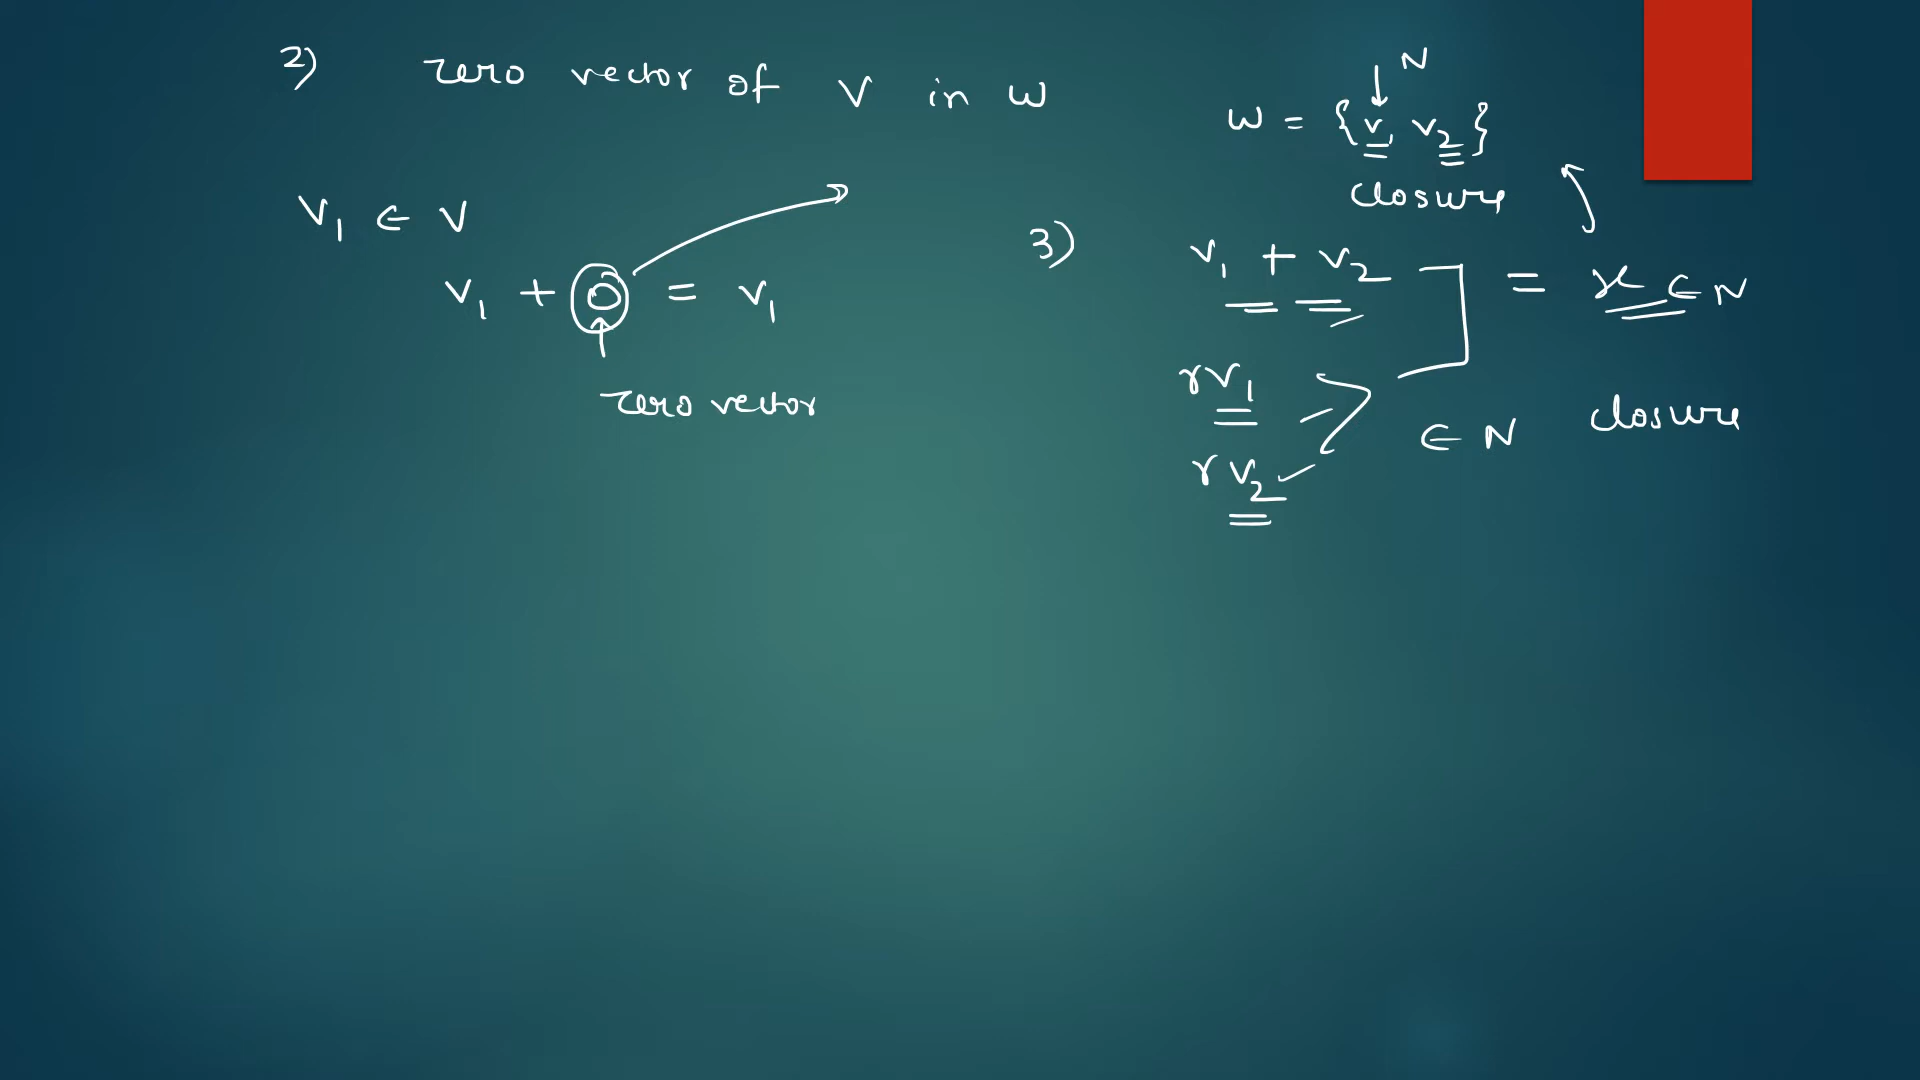 2) zero vector of V in W
V₁ ∈ V
V₁ + 0 = V₁
zero vector
N
W = {V₁, V₂}
closure
3) V₁ + V₂ = x ∈ N
rV₁
rV₂ ∈ N closure